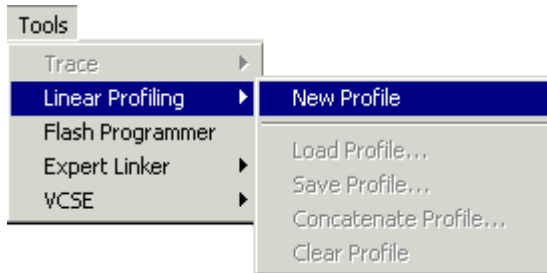 Tools
Trace
Linear Profiling
Flash Programmer
Expert Linker
VCSE
New Profile
Load Profile...
Save Profile...
Concatenate Profile...
Clear Profile